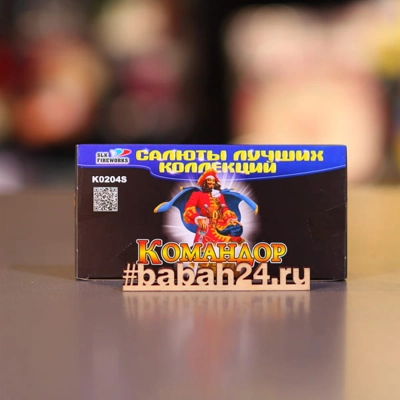 SLK
FIREWORKS
САЛЮТЫ ЛУЧШИХ
КОЛЛЕКЦИЙ
K0204S
КОМАНДОР
#babah24.ru